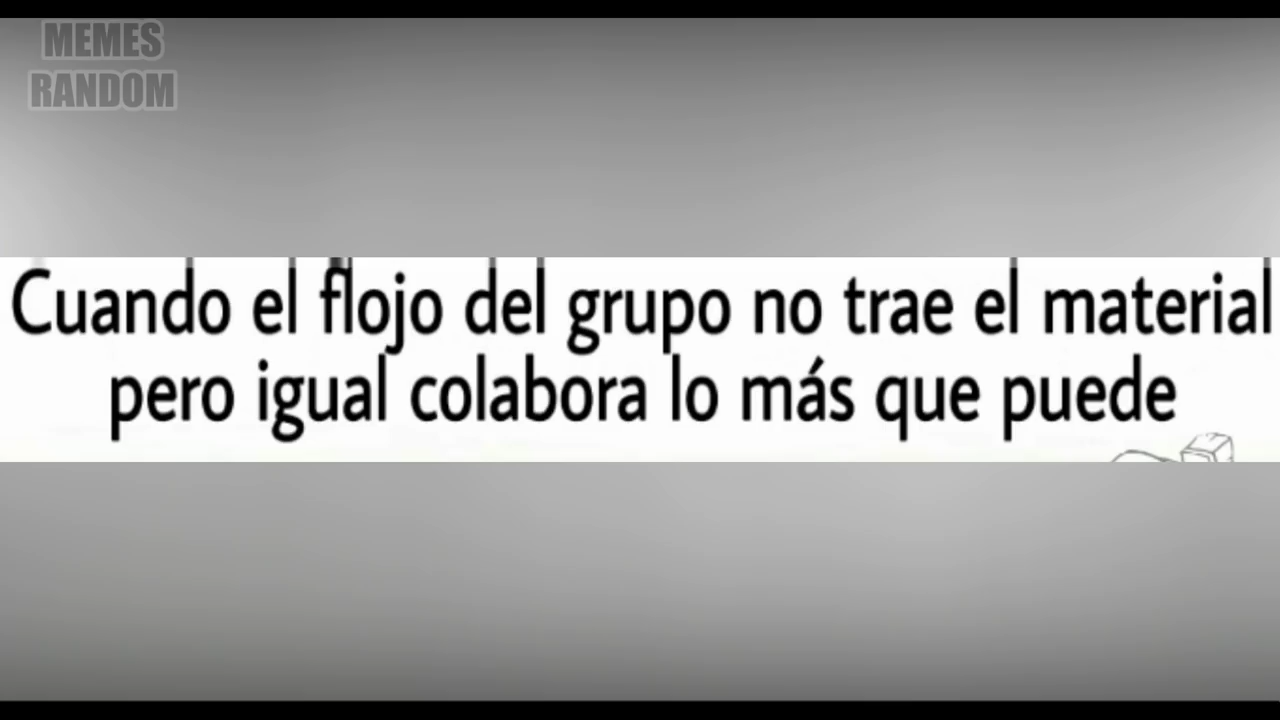 MEMES
RANDOM
Cuando el flojo del grupo no trae el material
pero igual colabora lo más que puede